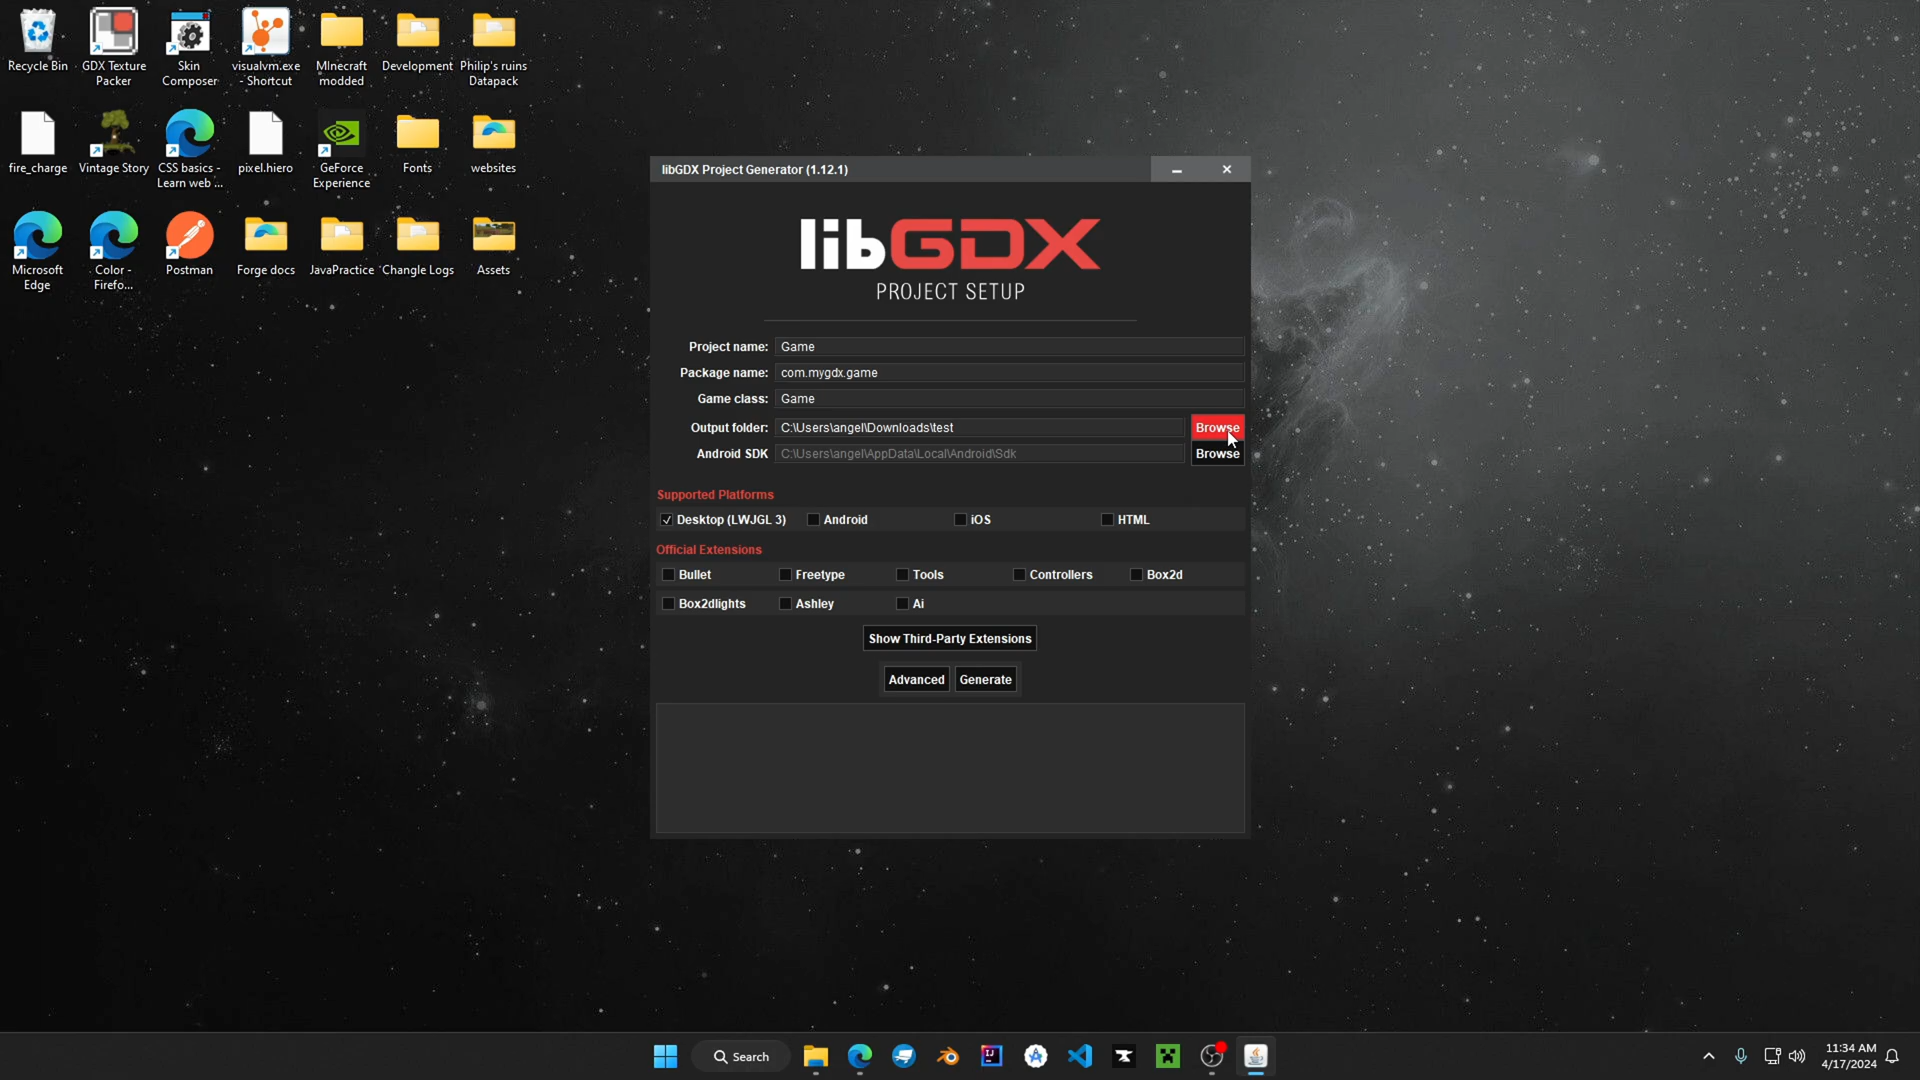 Recycle Bin
GDX Texture
Packer
Skin
Composer
visualvm.exe
- Shortcut
MInecraft
modded
Development
Philip's ruins
Datapack
fire_charge
Vintage Story
CSS basics -
Learn web ...
pixel.hiero
GeForce
Experience
Fonts
websites
Microsoft
Edge
Color -
Firefo...
Postman
Forge docs
JavaPractice
Changle Logs
Assets
libGDX Project Generator (1.12.1)
libGDX
PROJECT SETUP
Project name: Game
Package name: com.mygdx.game
Game class: Game
Output folder: C:\Users\angel\Downloads\test Browse
Android SDK C:\Users\angel\AppData\Local\Android\Sdk Browse
Supported Platforms
Desktop (LWJGL 3) Android iOS HTML
Official Extensions
Bullet Freetype Tools Controllers Box2d
Box2dlights Ashley Ai
Show Third-Party Extensions
Advanced Generate
Search
11:34 AM
4/17/2024